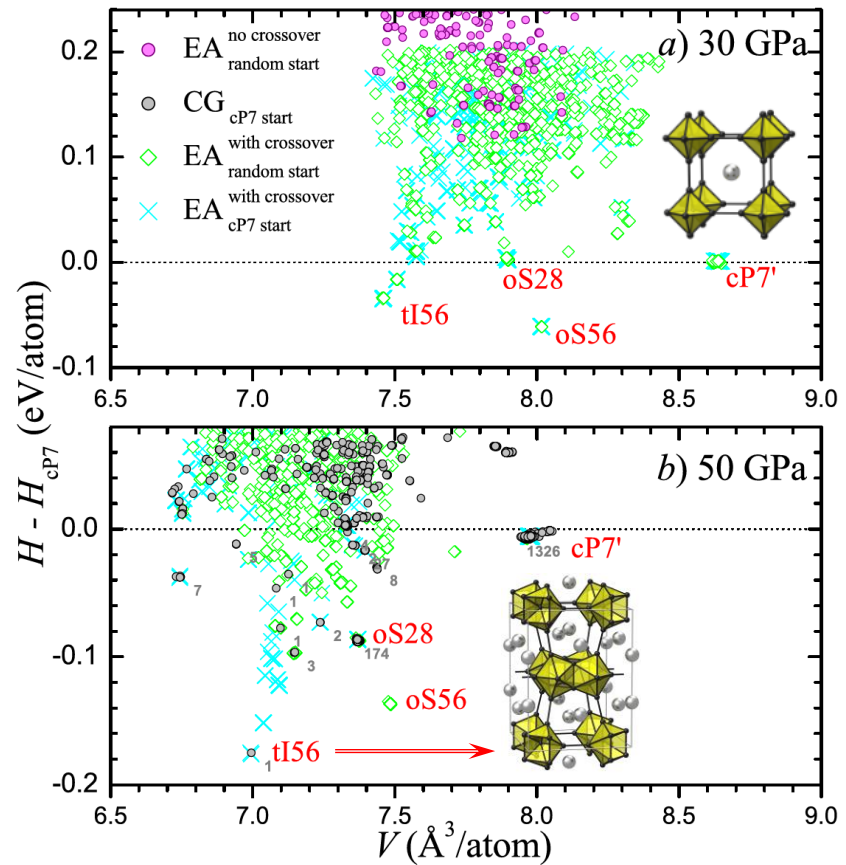 0.2
0.1
0.0
-0.1
EA no crossover random start
CG cP7 start
EA with crossover random start
EA with crossover cP7 start
a) 30 GPa
tI56
oS28
oS56
cP7'
6.5 7.0 7.5 8.0 8.5 9.0
H - H_cP7 (eV/atom)
0.0
-0.1
-0.2
b) 50 GPa
cP7'
1326
4
5
8
7
1
1
2
3
oS28
174
oS56
tI56
1
6.5 7.0 7.5 8.0 8.5 9.0
V (Å³/atom)